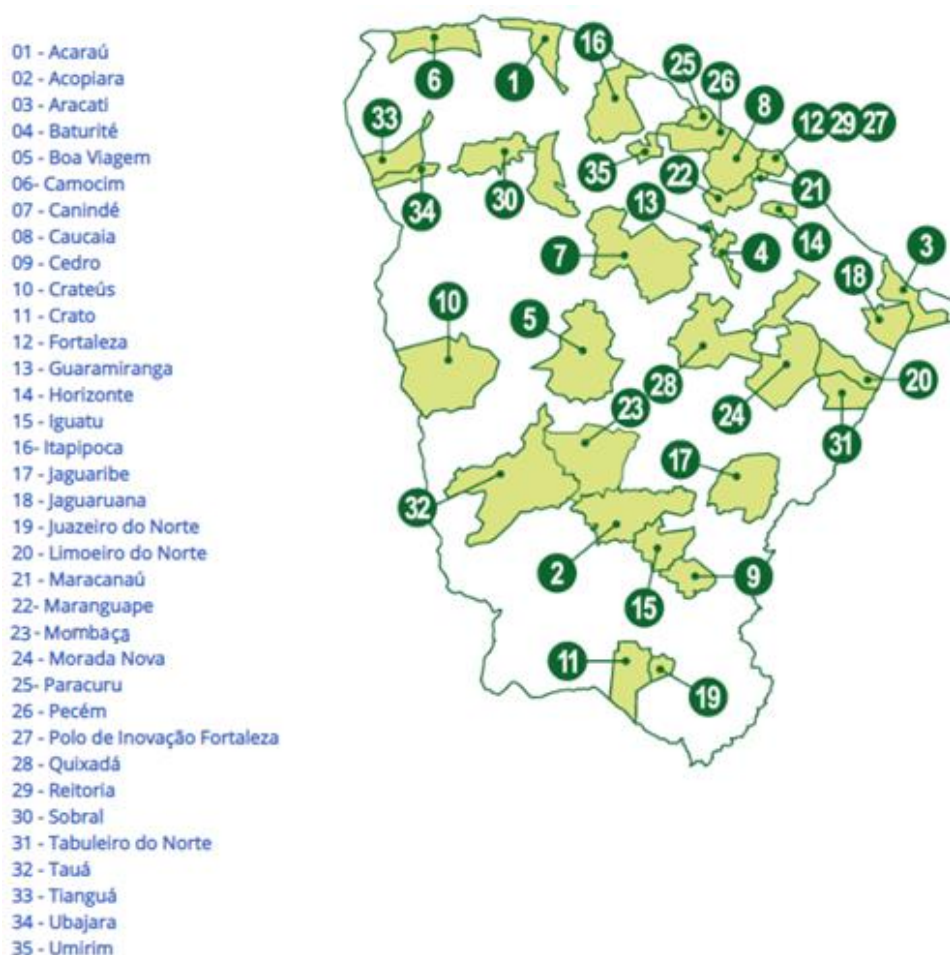 01 - Acaraú
02 - Acopiara
03 - Aracati
04 - Baturité
05 - Boa Viagem
06- Camocim
07 - Canindé
08 - Caucaia
09 - Cedro
10 - Crateús
11 - Crato
12 - Fortaleza
13 - Guaramiranga
14 - Horizonte
15 - Iguatu
16- Itapipoca
17 - Jaguaribe
18 - Jaguaruana
19 - Juazeiro do Norte
20 - Limoeiro do Norte
21 - Maracanaú
22- Maranguape
23 - Mombaça
24 - Morada Nova
25- Paracuru
26 - Pecém
27 - Polo de Inovação Fortaleza
28 - Quixadá
29 - Reitoria
30 - Sobral
31 - Tabuleiro do Norte
32 - Tauá
33 - Tianguá
34 - Ubajara
35 - Umirim
16
6
1
25
26
8
12 29 27
33
35
30
34
22
21
13
14
7
4
3
18
10
5
28
20
23
24
31
17
32
2
15
9
11
19